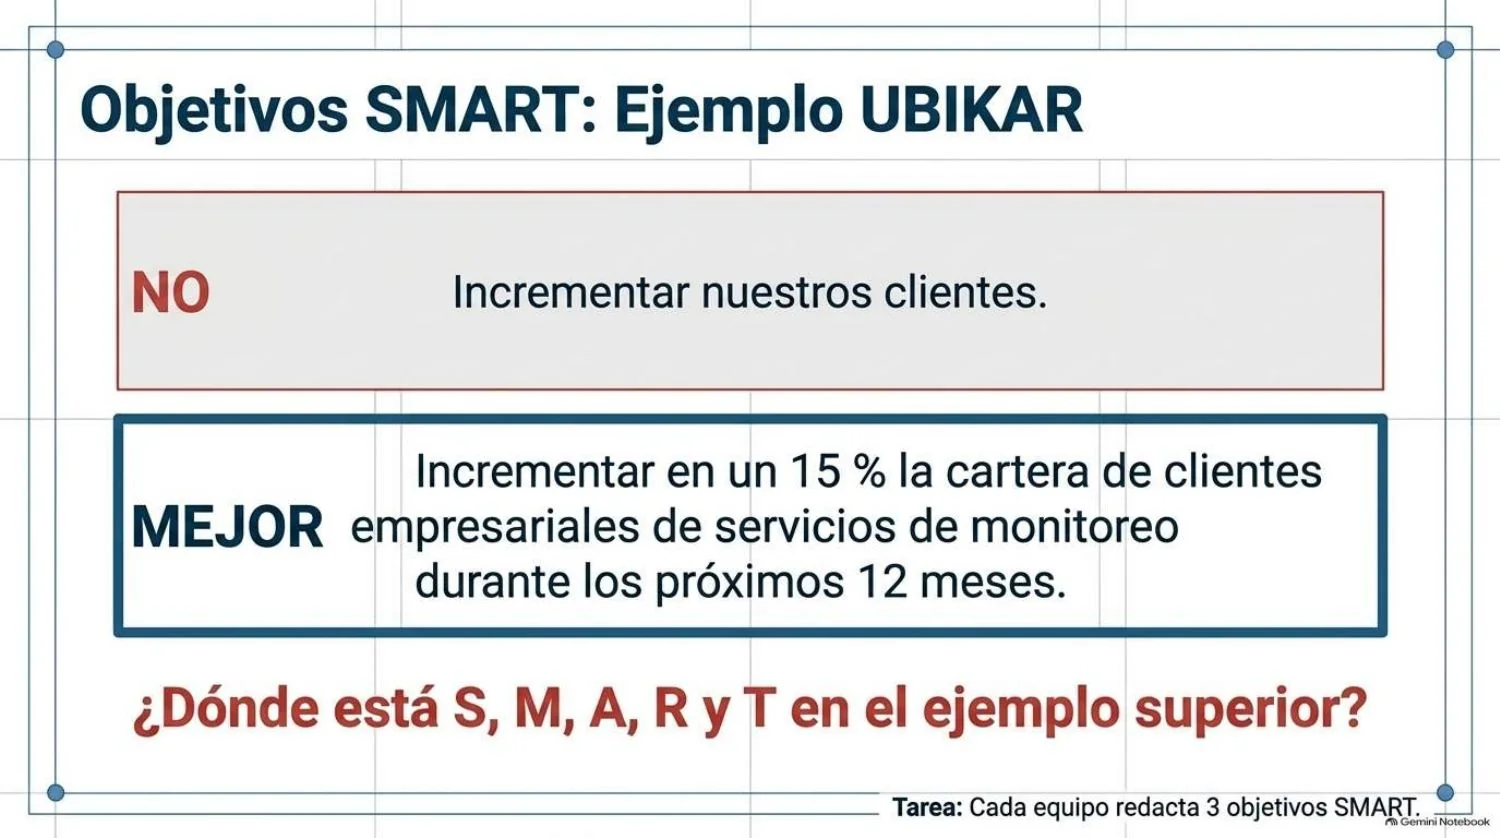 Objetivos SMART: Ejemplo UBIKAR
NO
Incrementar nuestros clientes.
MEJOR
Incrementar en un 15 % la cartera de clientes
empresariales de servicios de monitoreo
durante los próximos 12 meses.
¿Dónde está S, M, A, R y T en el ejemplo superior?
Tarea: Cada equipo redacta 3 objetivos SMART.
Gemini Notebook